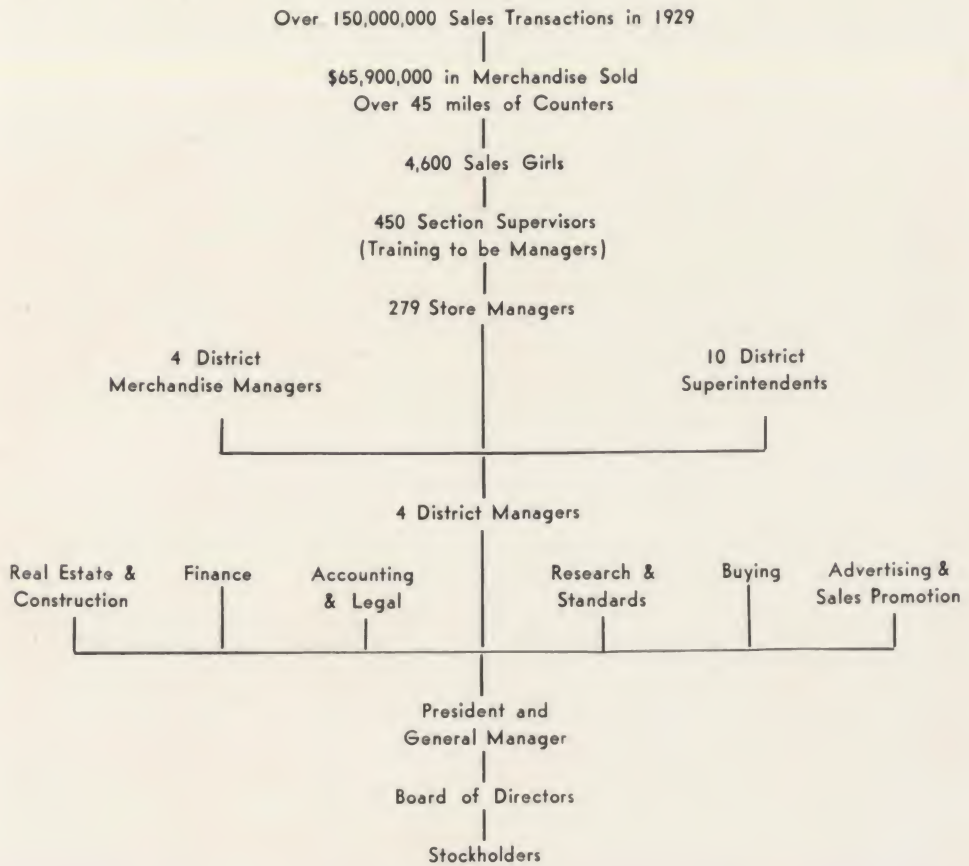 Over 150,000,000 Sales Transactions in 1929
$65,900,000 in Merchandise Sold
Over 45 miles of Counters
4,600 Sales Girls
450 Section Supervisors
(Training to be Managers)
279 Store Managers
4 District
Merchandise Managers
10 District
Superintendents
4 District Managers
Real Estate &
Construction
Finance
Accounting
& Legal
Research &
Standards
Buying
Advertising &
Sales Promotion
President and
General Manager
Board of Directors
Stockholders